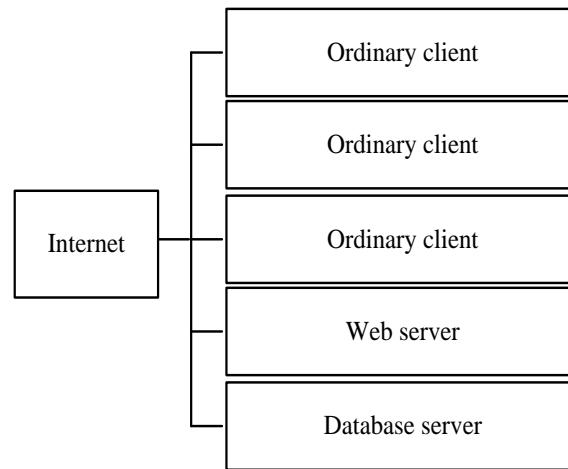 Ordinary client
Ordinary client
Internet
Ordinary client
Web server
Database server